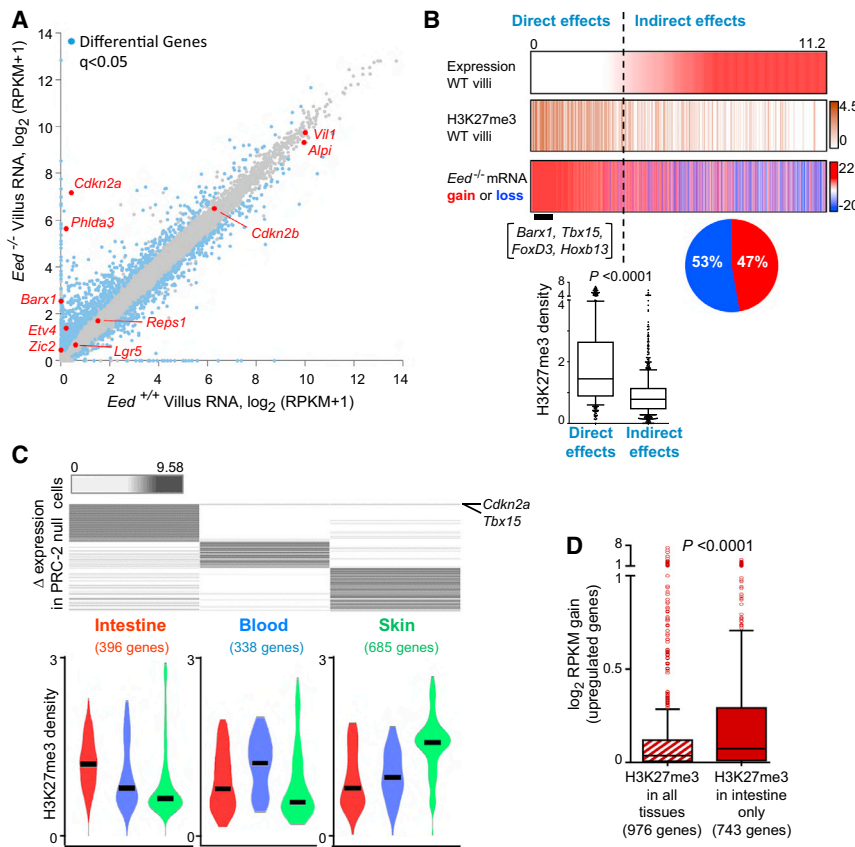 A
Differential Genes
q<0.05
Eed -/- Villus RNA, log2 (RPKM+1)
14
12
10
8
6
4
2
0
Vil1
Alpi
Cdkn2a
Phlda3
Cdkn2b
Barx1
Etv4
Zic2
Reps1
Lgr5
0 2 4 6 8 10 12 14
Eed +/+ Villus RNA, log2 (RPKM+1)
B
Direct effects Indirect effects
0 11.2
Expression
WT villi
H3K27me3
WT villi
4.5
0
Eed-/- mRNA
gain or loss
22
-20
Barx1, Tbx15,
FoxD3, Hoxb13
53% 47%
P <0.0001
H3K27me3 density
8
4
2
0
Direct
effects
Indirect
effects
C
0 9.58
Δ expression
in PRC-2 null cells
Cdkn2a
Tbx15
Intestine
(396 genes)
Blood
(338 genes)
Skin
(685 genes)
H3K27me3 density
3
0
3
0
3
0
D
P <0.0001
log2 RPKM gain
(upregulated genes)
8
1
1
0.5
0
H3K27me3
in all
tissues
(976 genes)
H3K27me3
in intestine
only
(743 genes)